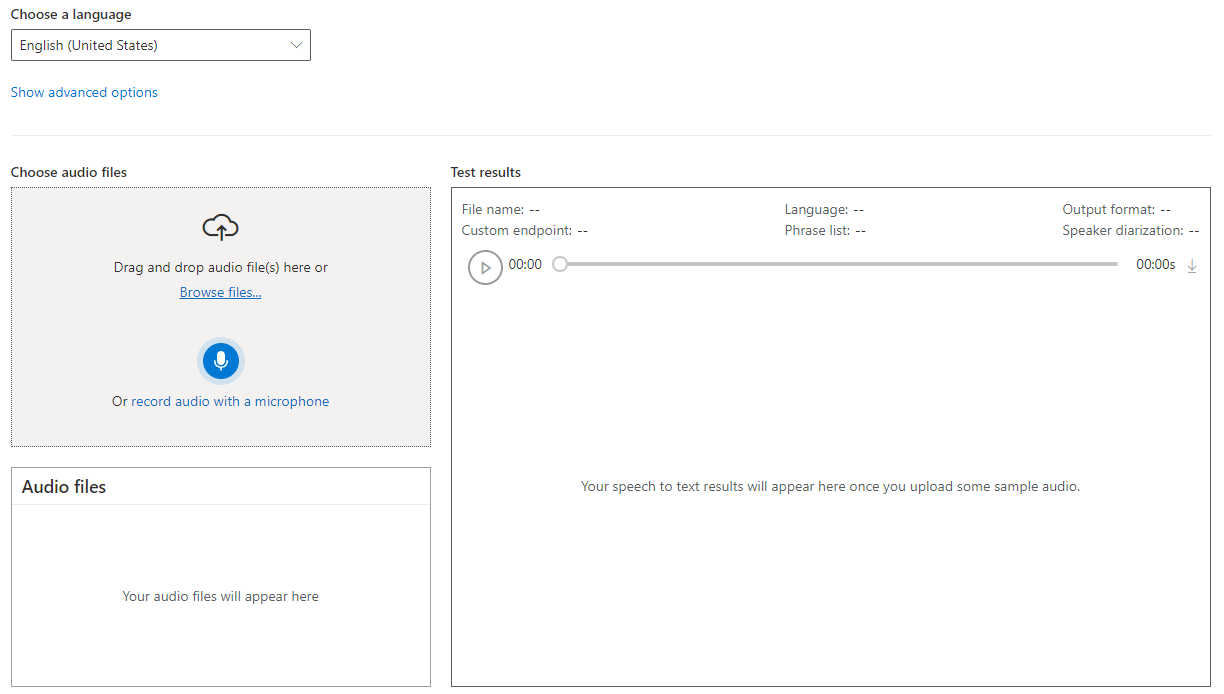 Choose a language
English (United States)
Show advanced options
Choose audio files
Drag and drop audio file(s) here or
Browse files...
Or record audio with a microphone
Audio files
Your audio files will appear here
Test results
File name: -- Language: -- Output format: --
Custom endpoint: -- Phrase list: -- Speaker diarization: --
00:00 00:00s
Your speech to text results will appear here once you upload some sample audio.